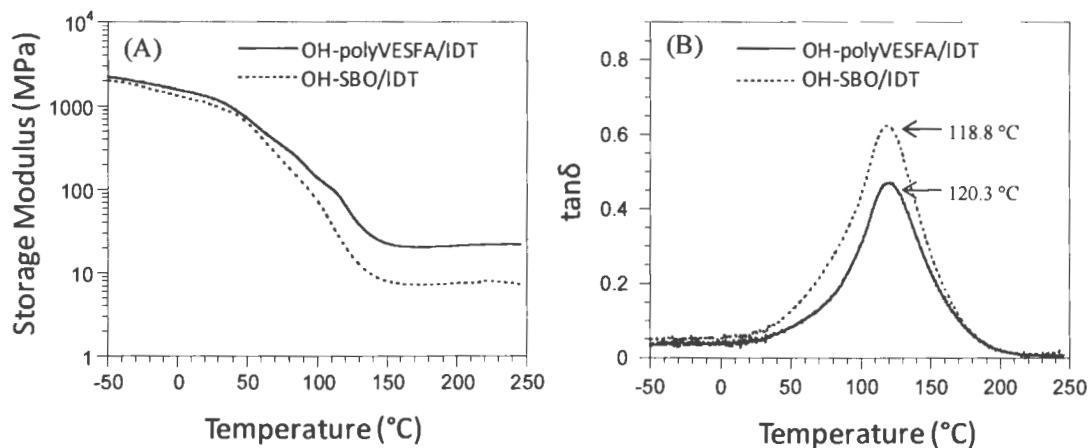 (A)
OH-polyVESFA/IDT
OH-SBO/IDT
Storage Modulus (MPa)
10⁴
1000
100
10
1
-50 0 50 100 150 200 250
Temperature (°C)
(B)
OH-polyVESFA/IDT
OH-SBO/IDT
tanδ
0.8
0.6
0.4
0.2
0
118.8 °C
120.3 °C
-50 0 50 100 150 200 250
Temperature (°C)